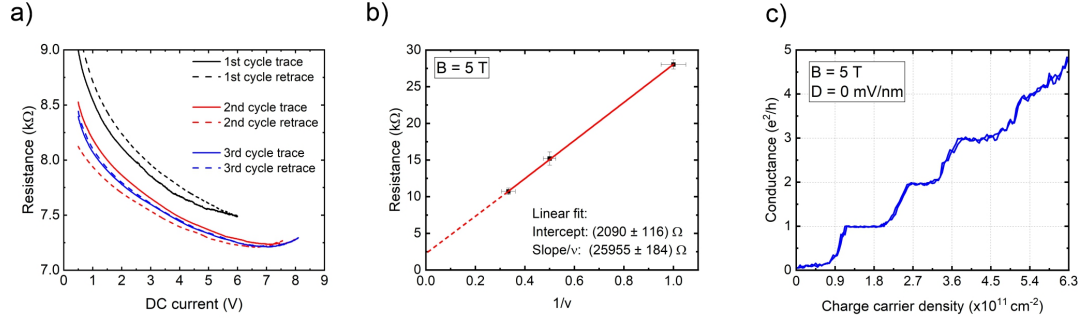 a)
9.0
8.5
8.0
7.5
7.0
Resistance (kΩ)
0 1 2 3 4 5 6 7 8 9
DC current (V)
1st cycle trace
1st cycle retrace
2nd cycle trace
2nd cycle retrace
3rd cycle trace
3rd cycle retrace
b)
30
25
20
15
10
5
0
Resistance (kΩ)
0.0 0.2 0.4 0.6 0.8 1.0
1/ν
B = 5 T
Linear fit:
Intercept: (2090 ± 116) Ω
Slope/ν: (25955 ± 184) Ω
c)
5
4
3
2
1
0
Conductance (e²/h)
0 0.9 1.8 2.7 3.6 4.5 5.4 6.3
Charge carrier density (x10¹¹ cm⁻²)
B = 5 T
D = 0 mV/nm